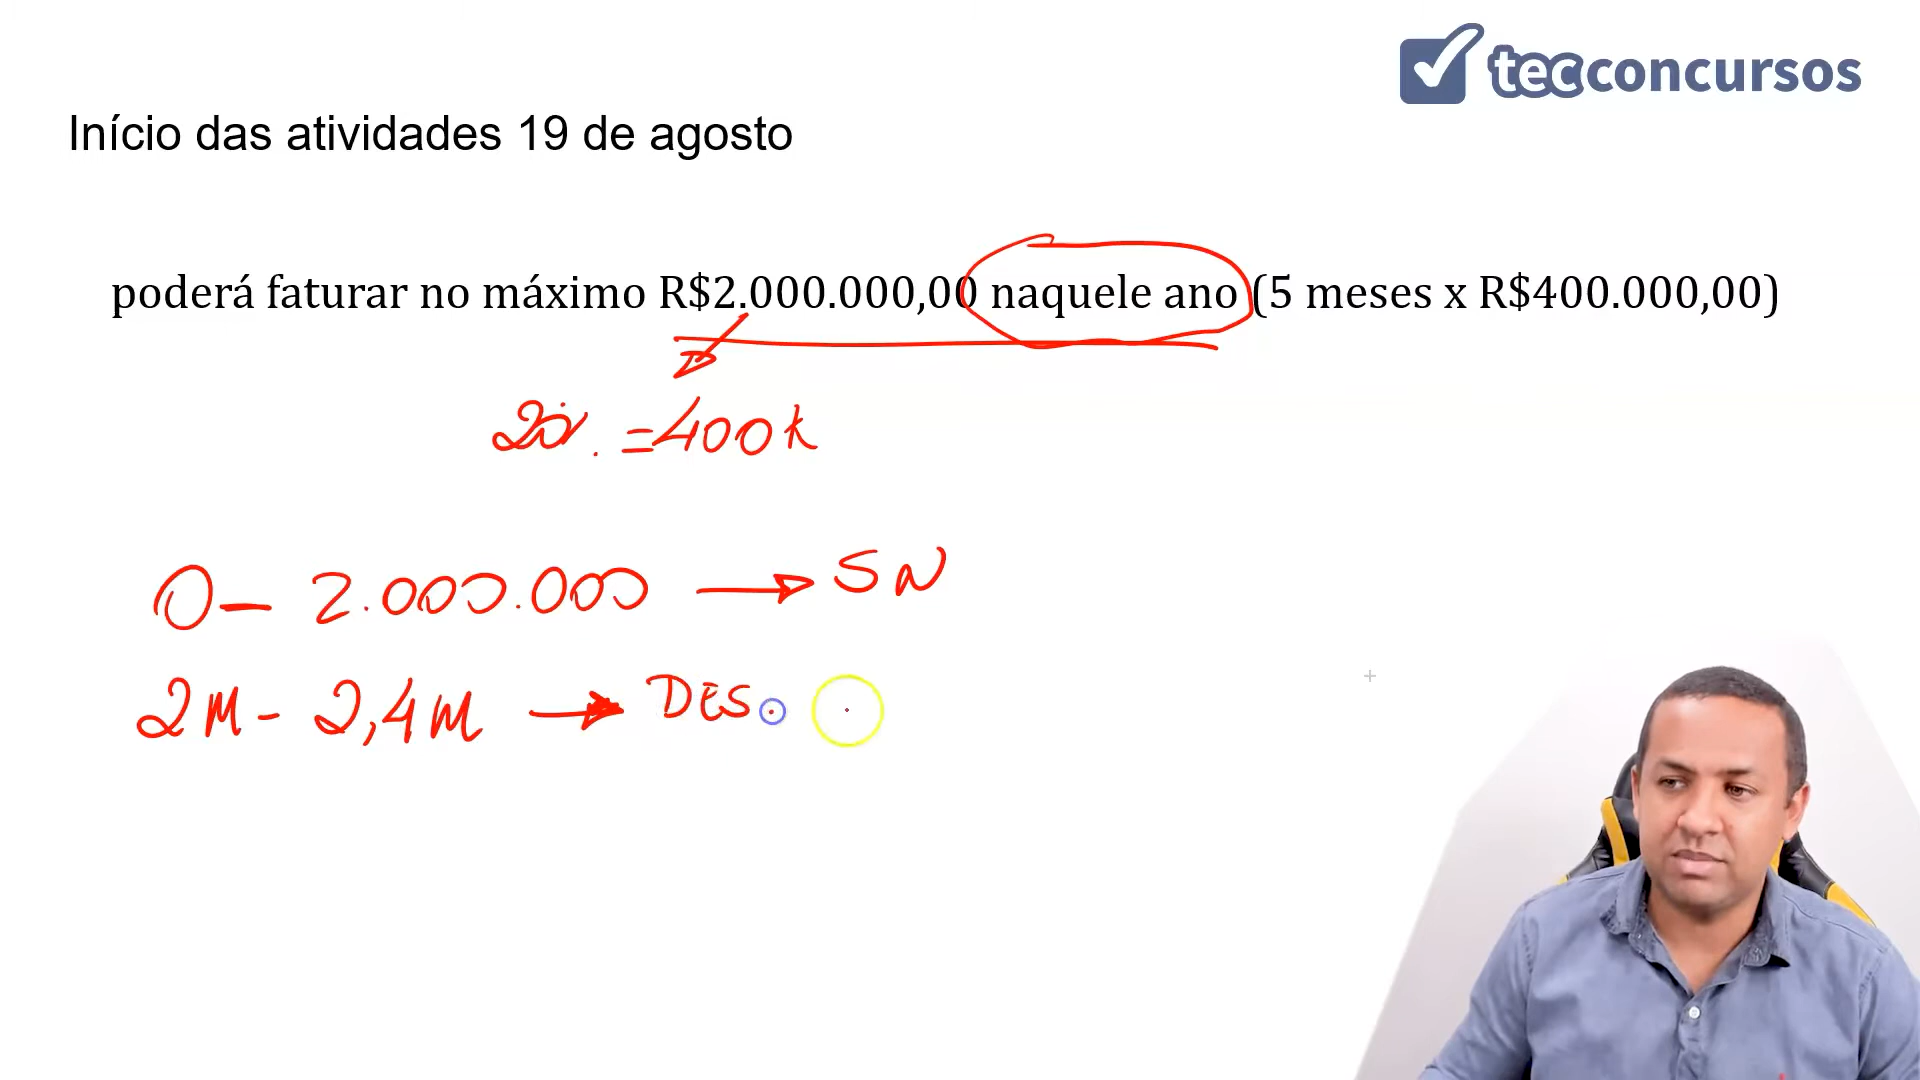 tecconcursos
Início das atividades 19 de agosto
poderá faturar no máximo R$2.000.000,00 naquele ano (5 meses x R$400.000,00)
= 400k
0 - 2.000.000 → SN
2M - 2,4M → DES.